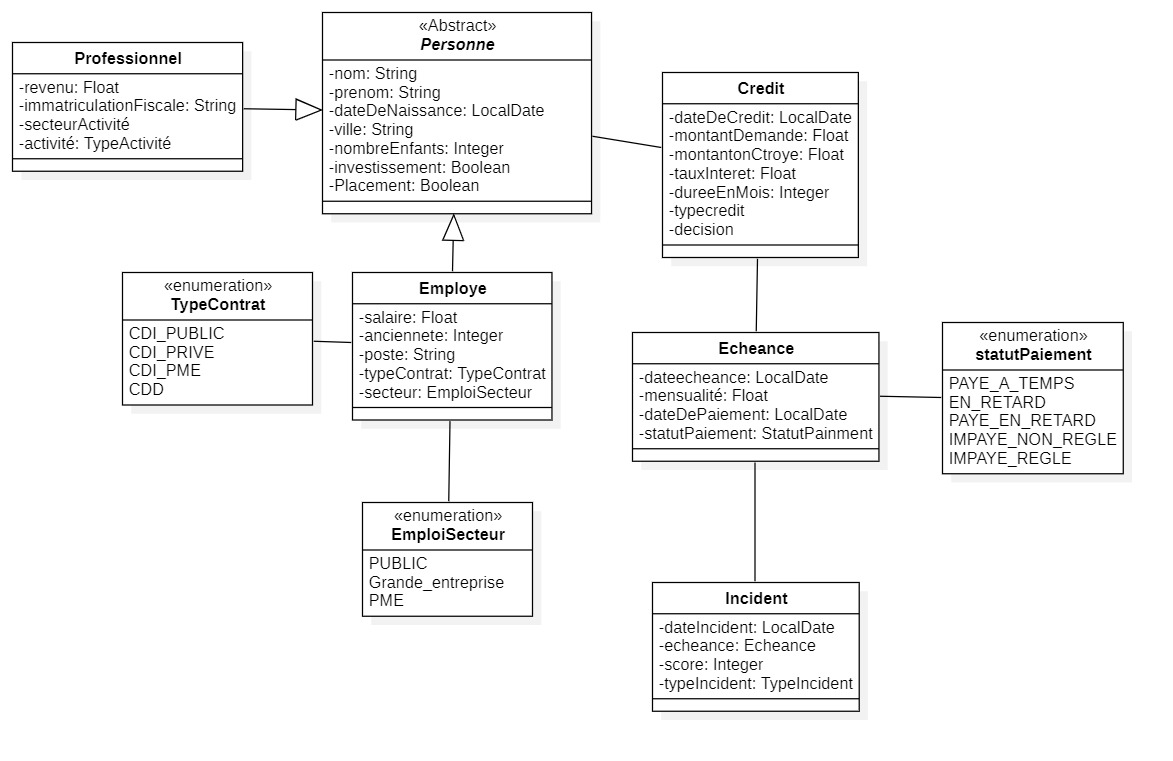 Professionnel
-revenu: Float
-immatriculationFiscale: String
-secteurActivité
-activité: TypeActivité
«Abstract»
Personne
-nom: String
-prenom: String
-dateDeNaissance: LocalDate
-ville: String
-nombreEnfants: Integer
-investissement: Boolean
-Placement: Boolean
Credit
-dateDeCredit: LocalDate
-montantDemande: Float
-montantonCtroye: Float
-tauxInteret: Float
-dureeEnMois: Integer
-typecredit
-decision
«enumeration»
TypeContrat
CDI_PUBLIC
CDI_PRIVE
CDI_PME
CDD
Employe
-salaire: Float
-anciennete: Integer
-poste: String
-typeContrat: TypeContrat
-secteur: EmploiSecteur
Echeance
-dateecheance: LocalDate
-mensualité: Float
-dateDePaiement: LocalDate
-statutPaiement: StatutPainment
«enumeration»
statutPaiement
PAYE_A_TEMPS
EN_RETARD
PAYE_EN_RETARD
IMPAYE_NON_REGLE
IMPAYE_REGLE
«enumeration»
EmploiSecteur
PUBLIC
Grande_entreprise
PME
Incident
-dateIncident: LocalDate
-echeance: Echeance
-score: Integer
-typeIncident: TypeIncident